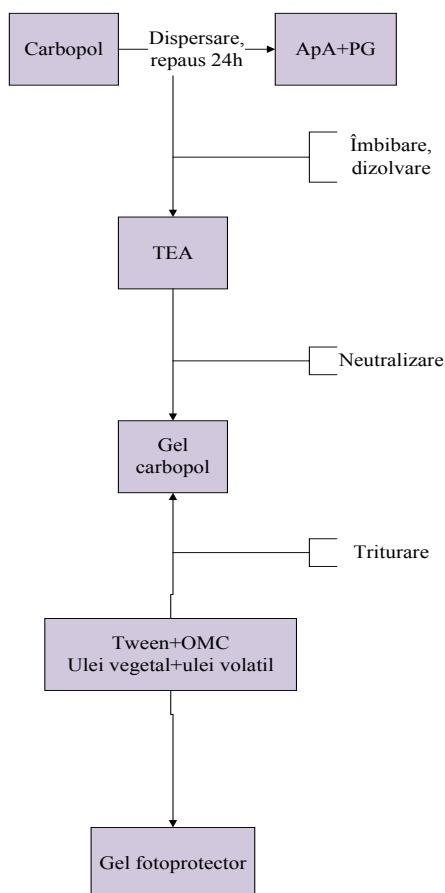 Carbopol
Dispersare,
repaus 24h
ApA+PG
Îmbibare,
dizolvare
TEA
Neutralizare
Gel
carbopol
Triturare
Tween+OMC
Ulei vegetal+ulei volatil
Gel fotoprotector